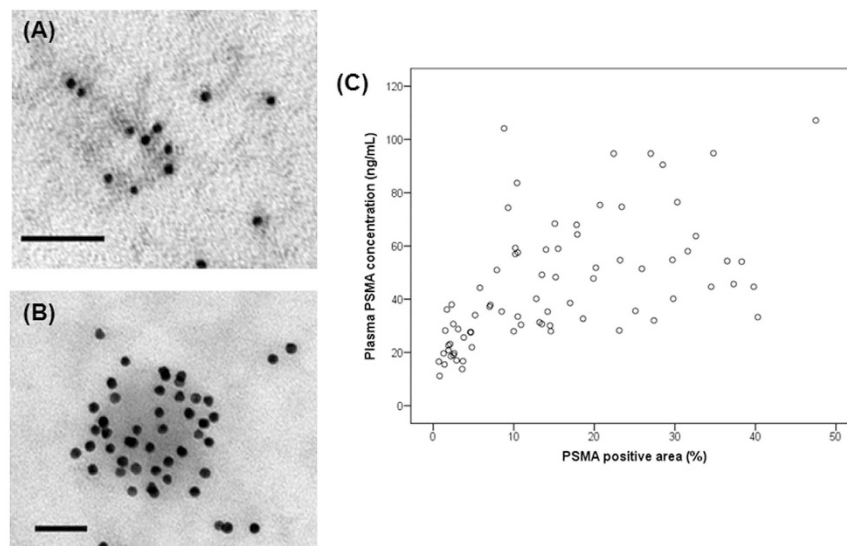 (A)
(B)
(C)
Plasma PSMA concentration (ng/mL)
120
100
80
60
40
20
0
0 10 20 30 40 50
PSMA positive area (%)